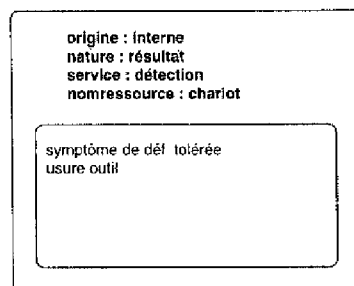 origine : interne
nature : résultat
service : détection
nomressource : chariot
symptôme de déf tolérée
usure outil